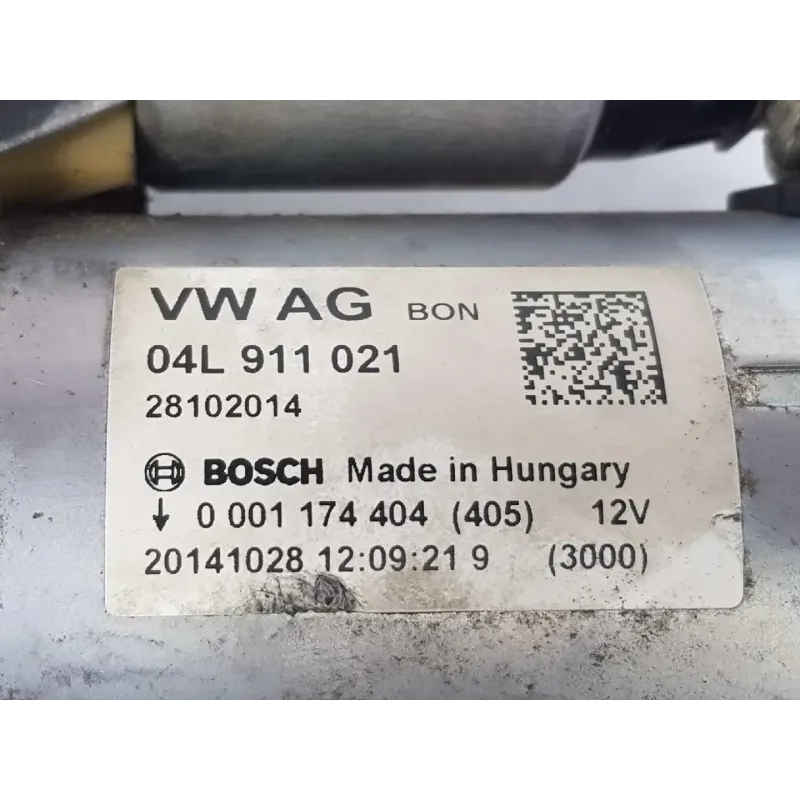 VW AG BON
04L 911 021
28102014
BOSCH Made in Hungary
↓ 0 001 174 404 (405) 12V
20141028 12:09:21 9 (3000)